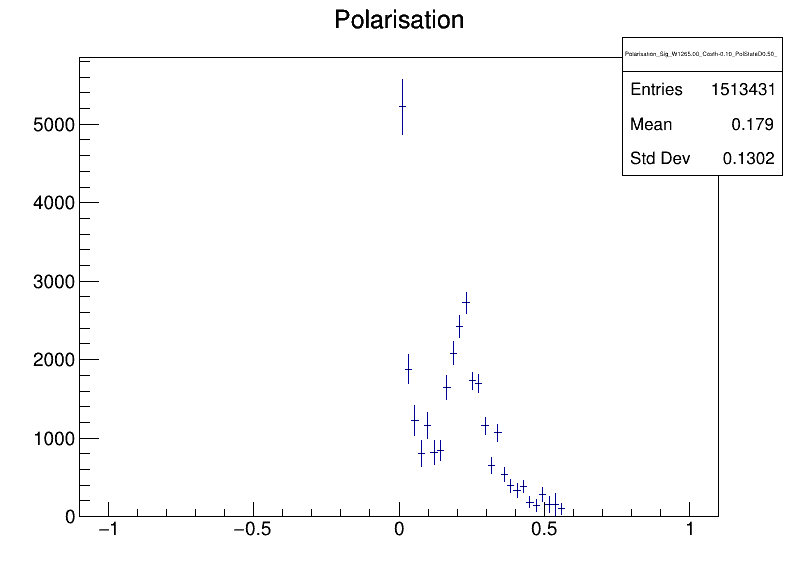 Polarisation
Polarisation_Sig_W1265.00_Costh-0.10_PolStateD0.50_
Entries 1513431
Mean 0.179
Std Dev 0.1302
5000
4000
3000
2000
1000
0
−1 −0.5 0 0.5 1